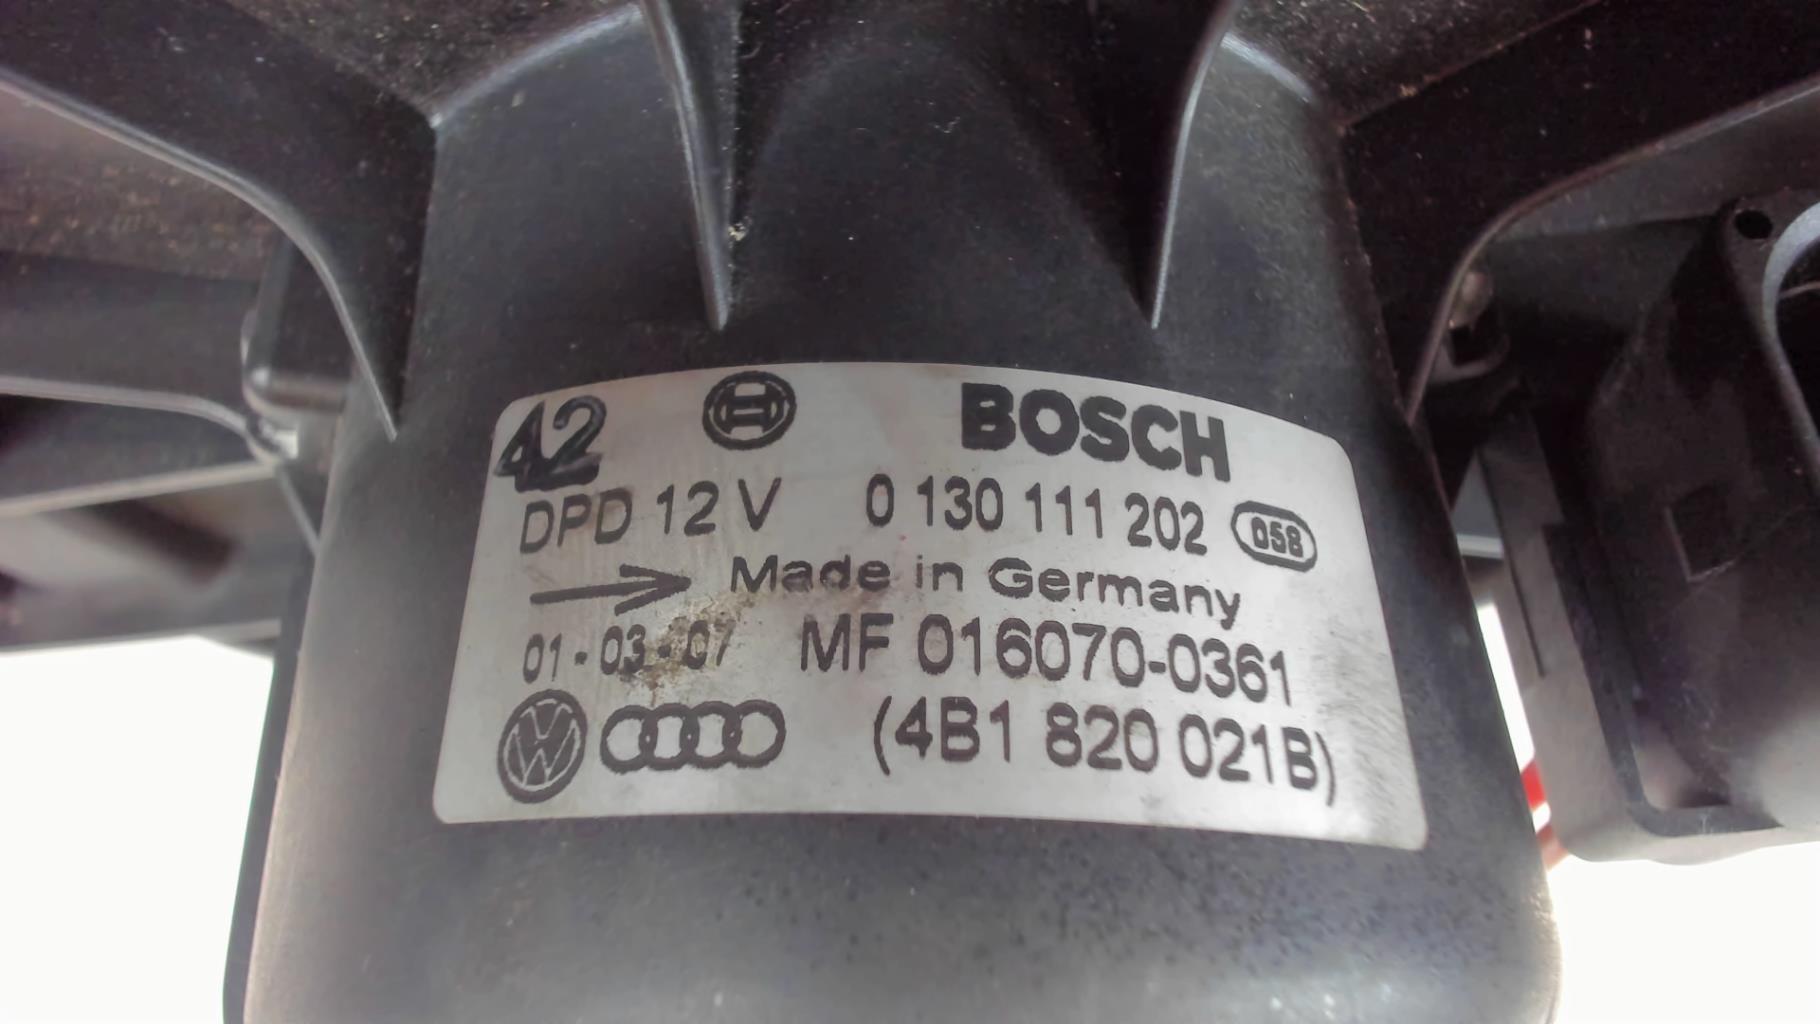 42 BOSCH
DPD 12 V 0 130 111 202 058
Made in Germany
01-03-07 MF 016070-0361
(4B1 820 021B)